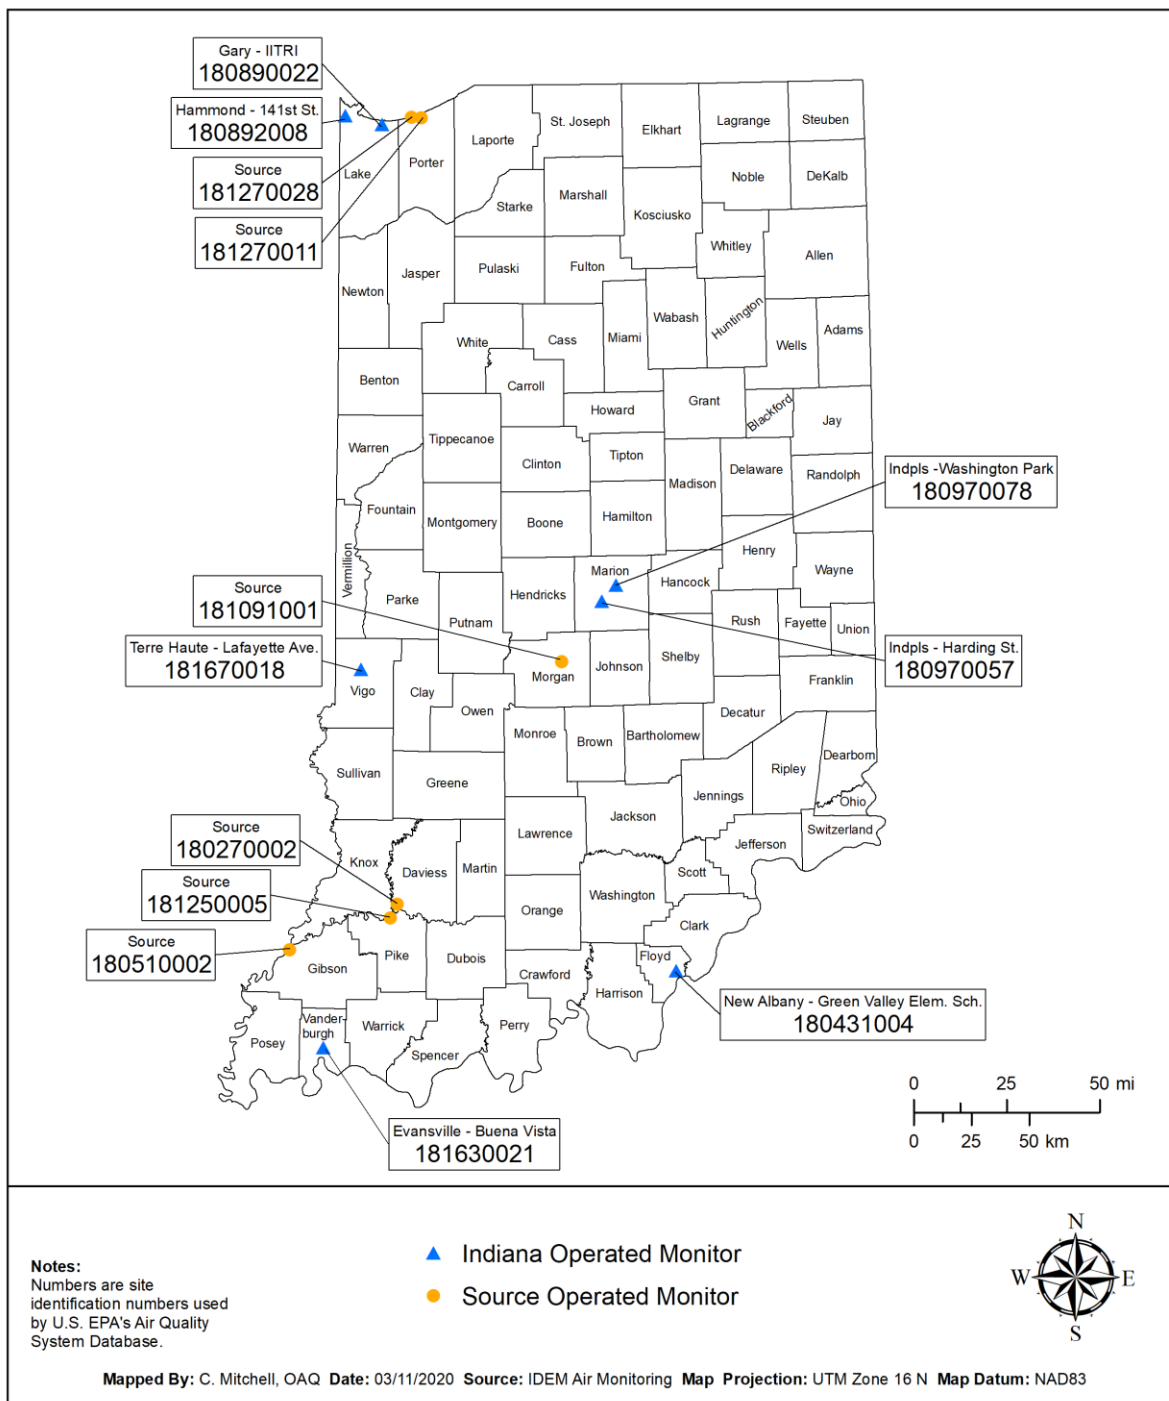 Gary - IITRI
180890022
Hammond - 141st St.
180892008
Source
181270028
Source
181270011
Lake
Porter
Laporte
St. Joseph
Elkhart
Lagrange
Steuben
Noble
DeKalb
Starke
Marshall
Kosciusko
Whitley
Allen
Newton
Jasper
Pulaski
Fulton
Wabash
Huntington
Miami
White
Cass
Wells
Adams
Benton
Carroll
Howard
Grant
Blackford
Jay
Warren
Tippecanoe
Clinton
Tipton
Madison
Delaware
Randolph
Indpls -Washington Park
180970078
Fountain
Montgomery
Boone
Hamilton
Henry
Wayne
Vermillion
Parke
Putnam
Hendricks
Marion
Hancock
Rush
Fayette
Union
Source
181091001
Terre Haute - Lafayette Ave.
181670018
Indpls - Harding St.
180970057
Vigo
Clay
Owen
Morgan
Johnson
Shelby
Franklin
Decatur
Monroe
Brown
Bartholomew
Dearborn
Ripley
Sullivan
Greene
Jennings
Ohio
Jackson
Switzerland
Lawrence
Jefferson
Source
180270002
Source
181250005
Source
180510002
Knox
Daviess
Martin
Scott
Washington
Orange
Clark
Gibson
Pike
Dubois
Floyd
Crawford
Harrison
New Albany - Green Valley Elem. Sch.
180431004
Posey
Vander-
burgh
Warrick
Spencer
Perry
Evansville - Buena Vista
181630021
0 25 50 mi
0 25 50 km
Notes:
Numbers are site
identification numbers used
by U.S. EPA's Air Quality
System Database.
Indiana Operated Monitor
Source Operated Monitor
N
W
E
S
Mapped By: C. Mitchell, OAQ Date: 03/11/2020 Source: IDEM Air Monitoring Map Projection: UTM Zone 16 N Map Datum: NAD83